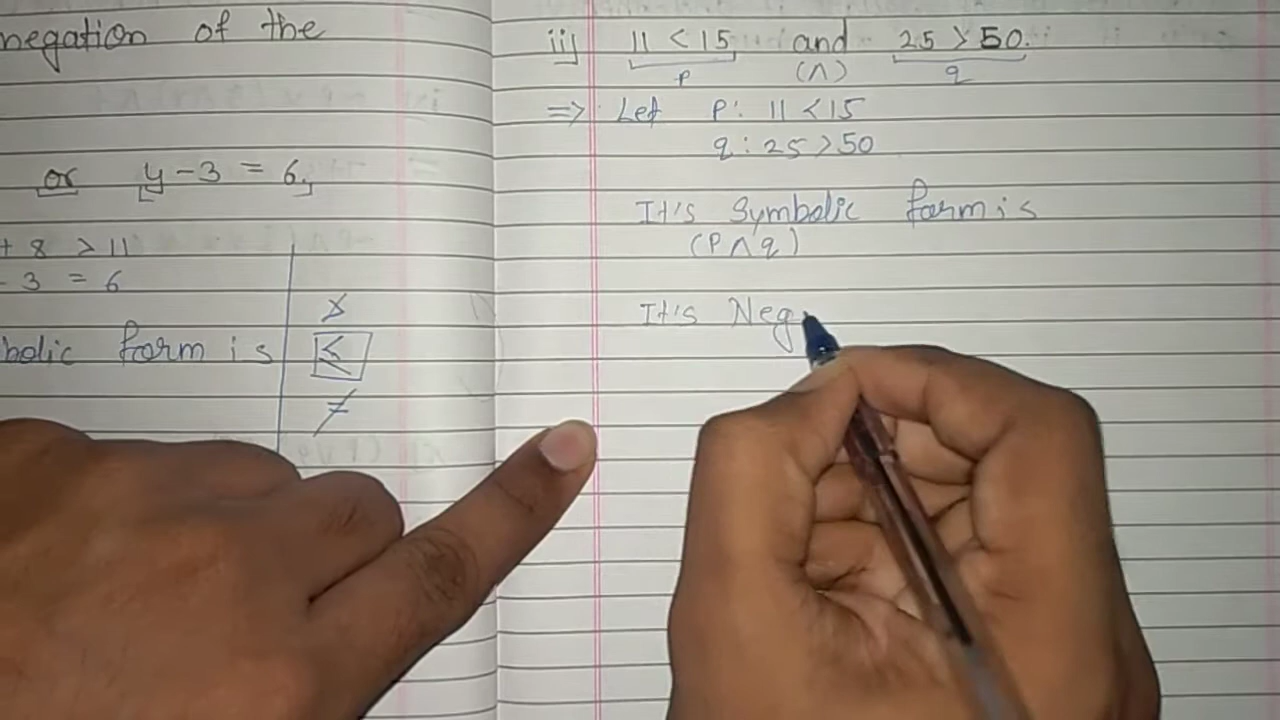 negation of the
or y - 3 = 6.
+ 8 > 11
- 3 = 6
bolic form is
≯
≤
≠
ii) 11 < 15, and 25 > 50.
p (∧) q
=> Let p : 11 < 15
q : 25 > 50
It's Symbolic form is
(p ∧ q)
It's Neg